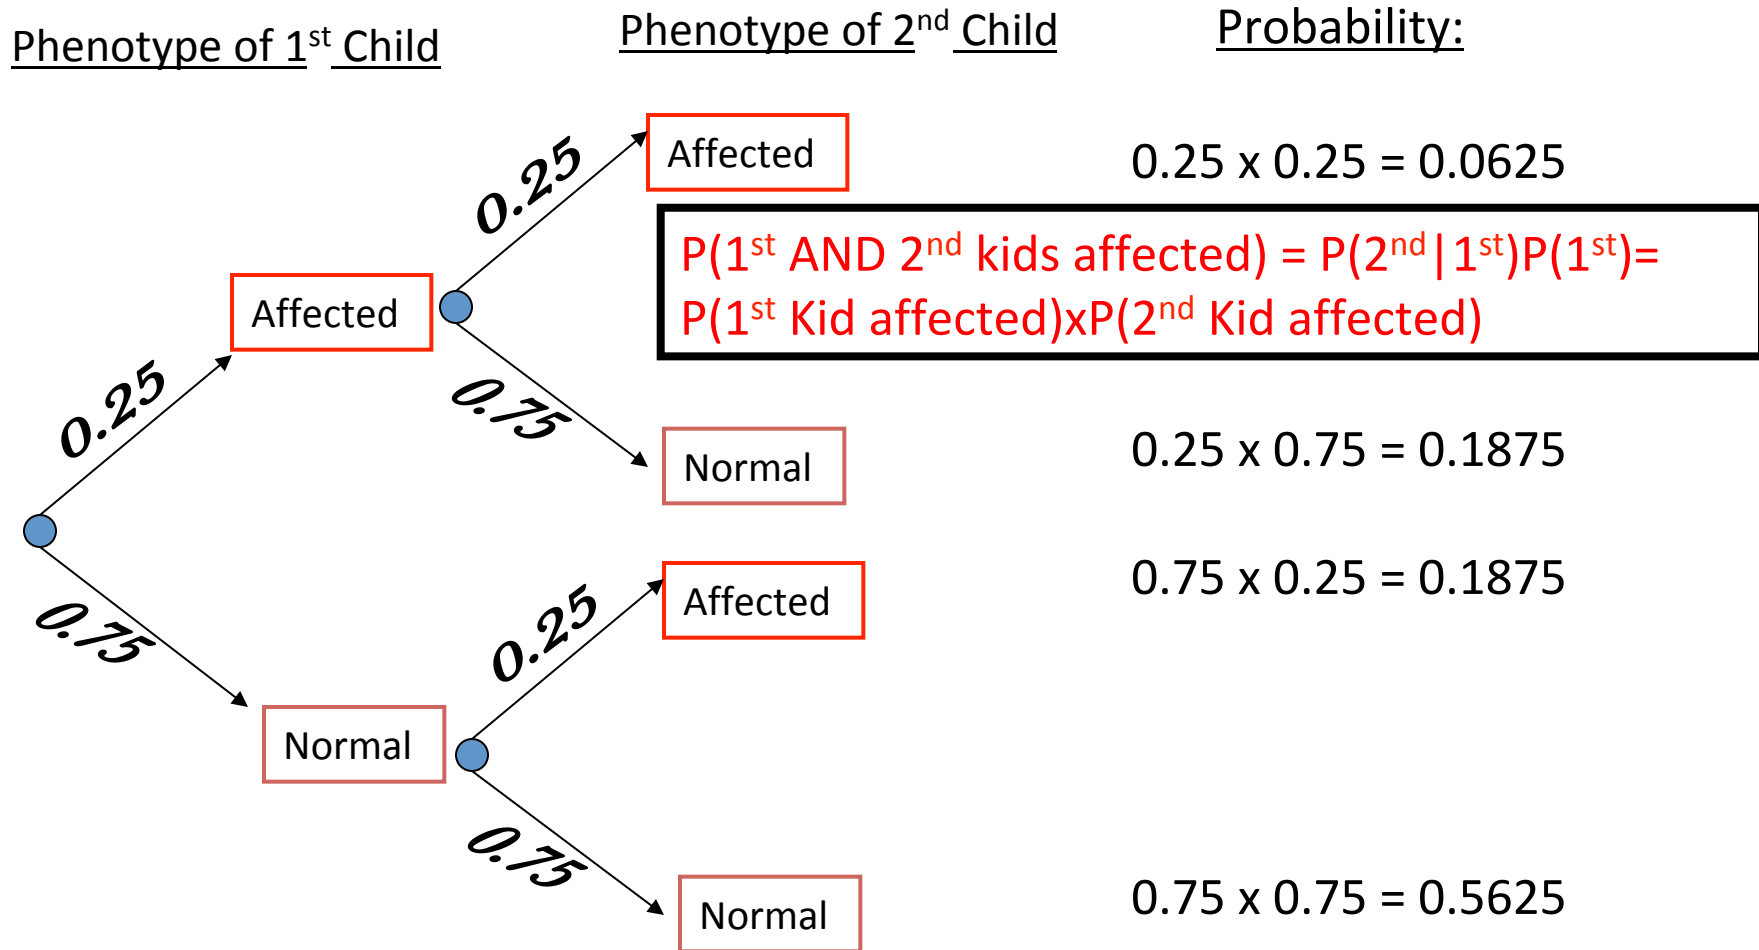 Phenotype of 1st Child
Phenotype of 2nd Child
Probability:
Affected
0.25 x 0.25 = 0.0625
0.25
P(1st AND 2nd kids affected) = P(2nd|1st)P(1st)=
P(1st Kid affected)xP(2nd Kid affected)
Affected
0.25
0.75
Normal
0.25 x 0.75 = 0.1875
Affected
0.75 x 0.25 = 0.1875
0.75
0.25
Normal
0.75
Normal
0.75 x 0.75 = 0.5625